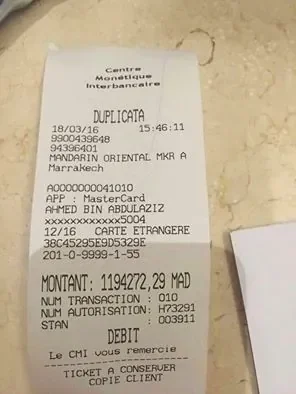 Centre
Monétique
Interbancaire
DUPLICATA
18/03/16 15:46:11
9900439648
94396401
MANDARIN ORIENTAL MKR A
Marrakech
A0000000041010
APP : MasterCard
AHMED BIN ABDULAZIZ
xxxxxxxxxxxx5004
12/16 CARTE ETRANGERE
38C45295E9D5329E
201-0-9999-1-55
MONTANT: 1194272,29 MAD
NUM TRANSACTION : 010
NUM AUTORISATION: H73291
STAN : 003911
DEBIT
Le CMI vous remercie
TICKET A CONSERVER
COPIE CLIENT